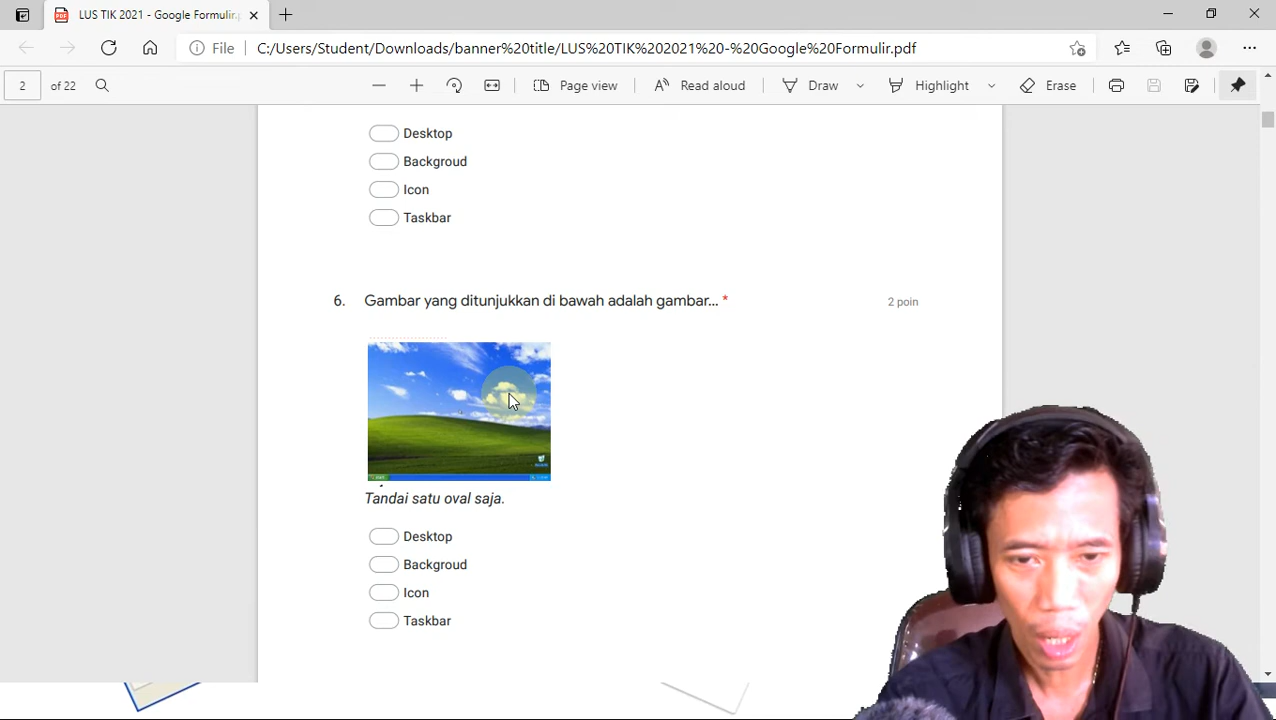 LUS TIK 2021 - Google Formulir.p
File
C:/Users/Student/Downloads/banner%20title/LUS%20TIK%202021%20-%20Google%20Formulir.pdf
2 of 22
Page view
Read aloud
Draw
Highlight
Erase
Desktop
Backgroud
Icon
Taskbar
6. Gambar yang ditunjukkan di bawah adalah gambar... * 2 poin
Tandai satu oval saja.
Desktop
Backgroud
Icon
Taskbar